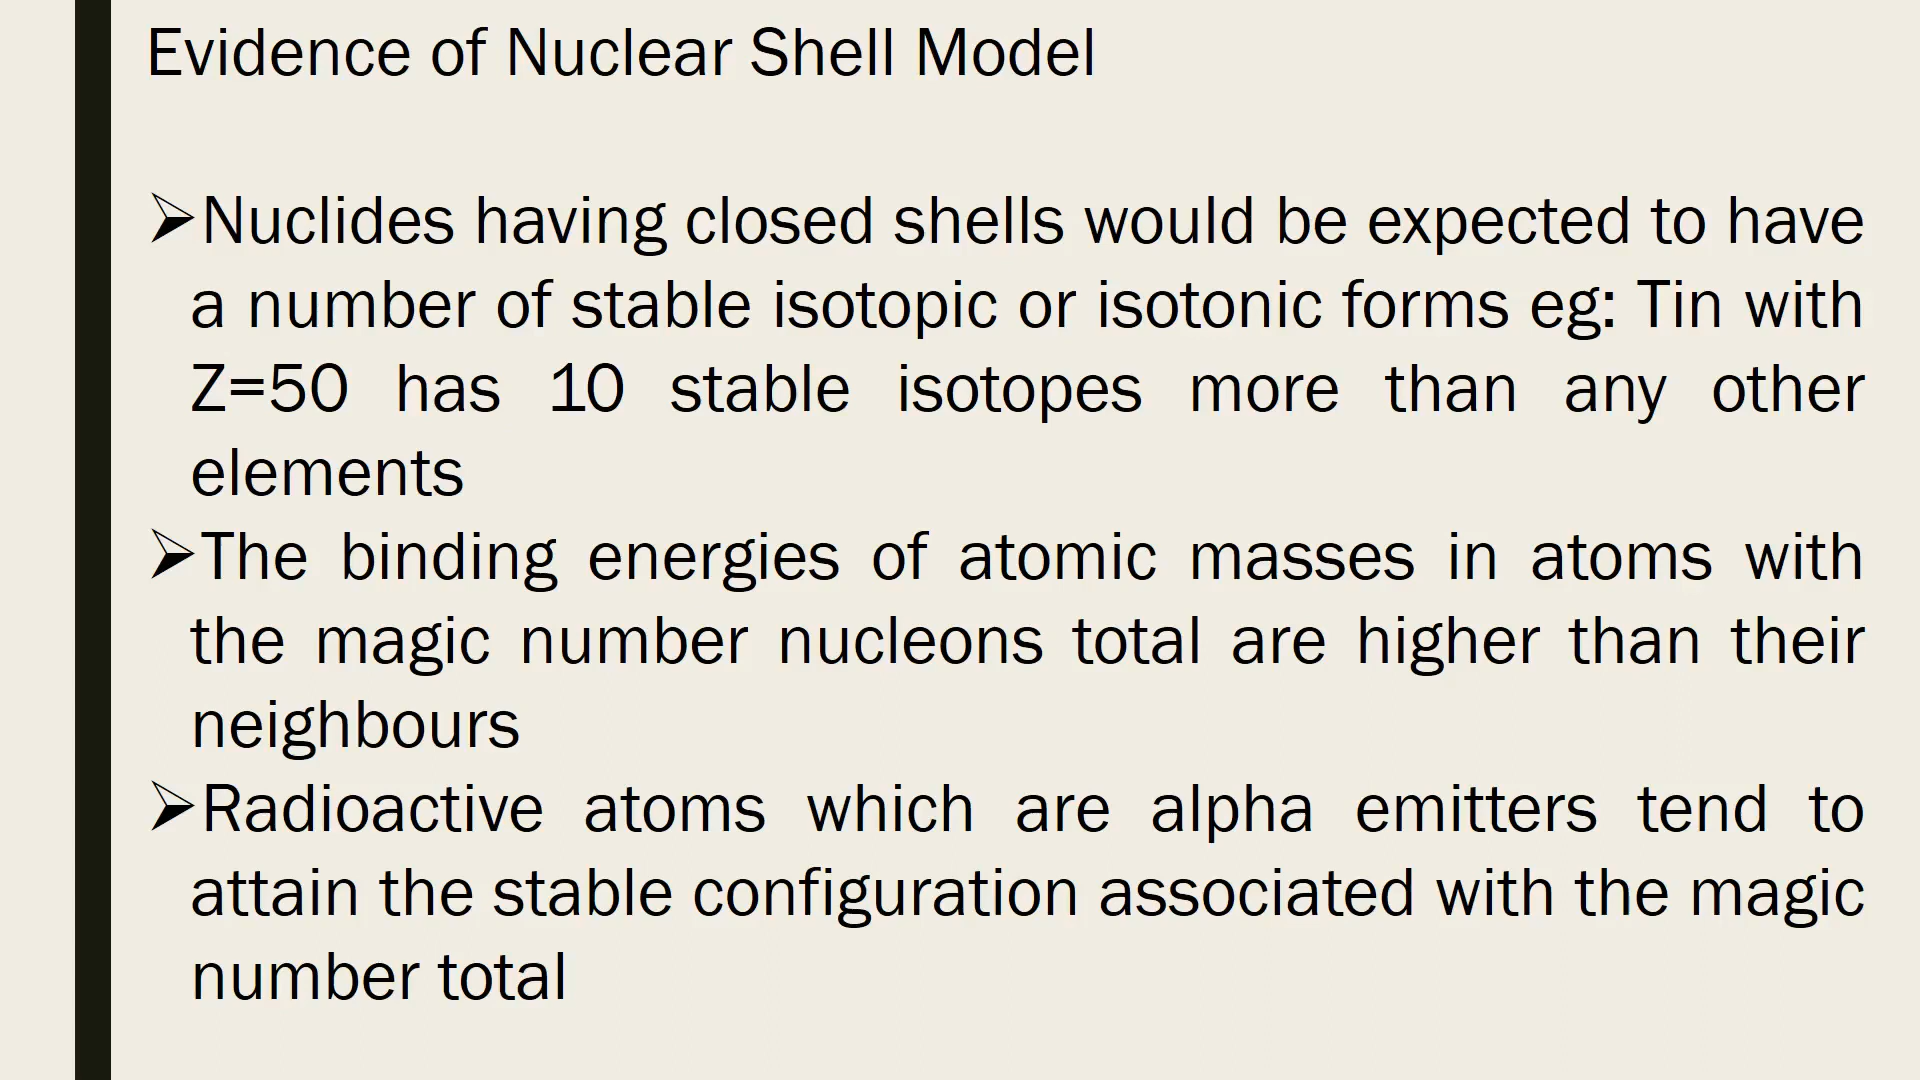 Evidence of Nuclear Shell Model
➢Nuclides having closed shells would be expected to have
a number of stable isotopic or isotonic forms eg: Tin with
Z=50 has 10 stable isotopes more than any other
elements
➢The binding energies of atomic masses in atoms with
the magic number nucleons total are higher than their
neighbours
➢Radioactive atoms which are alpha emitters tend to
attain the stable configuration associated with the magic
number total